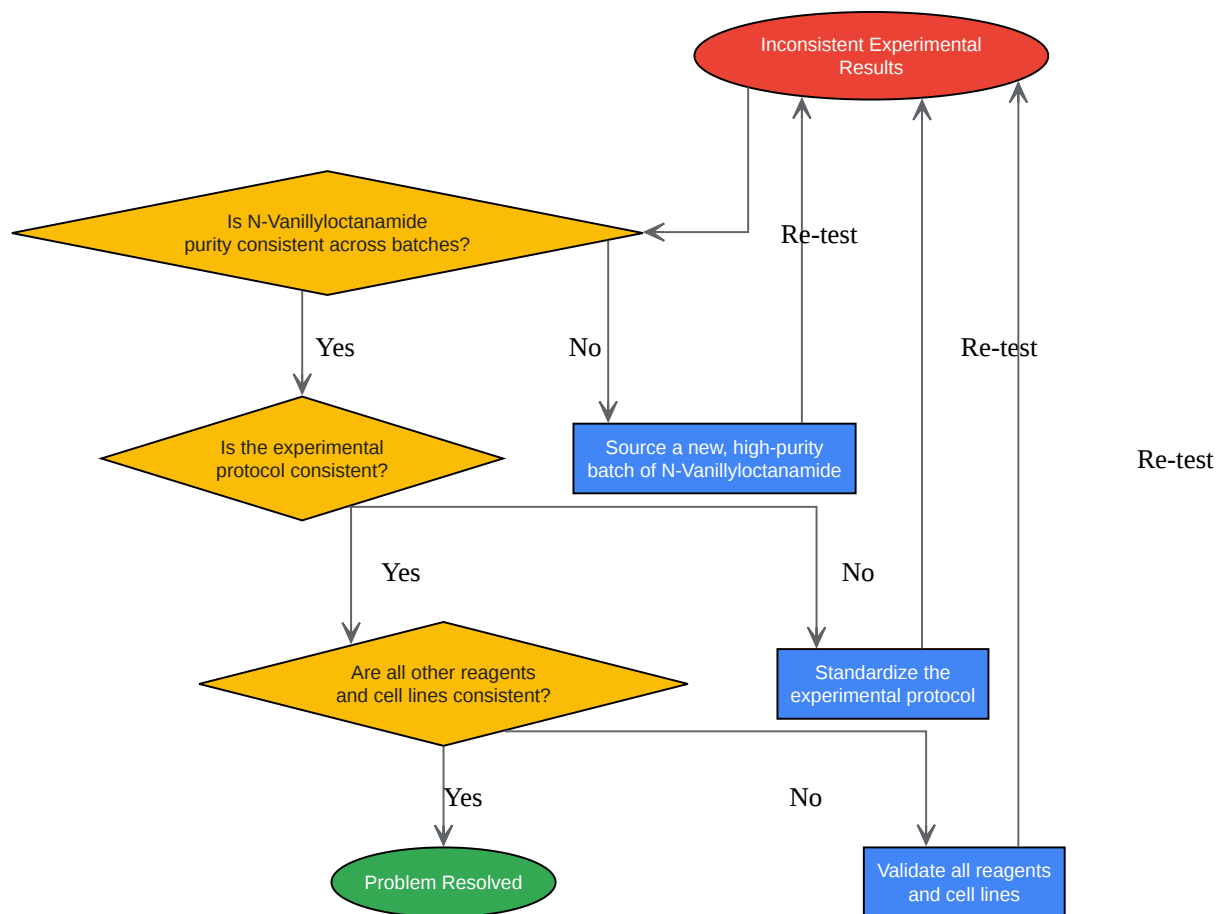 Inconsistent Experimental
Results
Is N-Vanillyloctanamide
purity consistent across batches?
Re-test
Yes
No
Re-test
Is the experimental
protocol consistent?
Source a new, high-purity
batch of N-Vanillyloctanamide
Re-test
Yes
No
Are all other reagents
and cell lines consistent?
Standardize the
experimental protocol
Yes
No
Problem Resolved
Validate all reagents
and cell lines